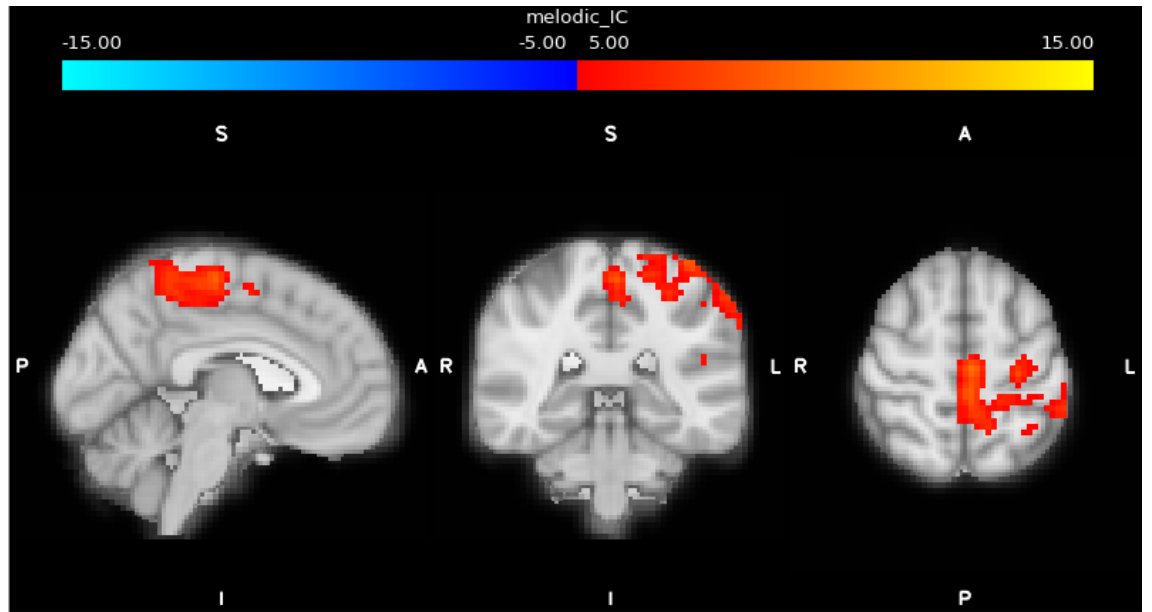 melodic_IC
-15.00 -5.00 5.00 15.00
S S A
P A R L R L
I I P